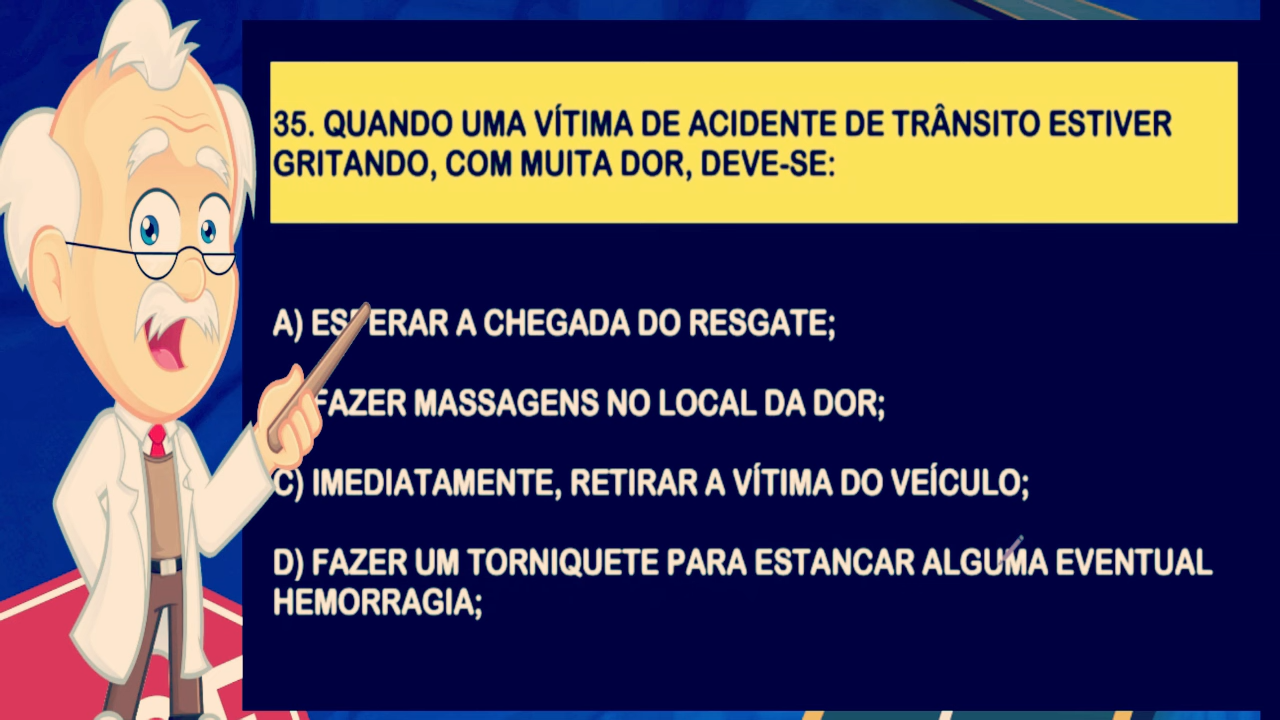 35. QUANDO UMA VÍTIMA DE ACIDENTE DE TRÂNSITO ESTIVER
GRITANDO, COM MUITA DOR, DEVE-SE:
A) ESPERAR A CHEGADA DO RESGATE;
FAZER MASSAGENS NO LOCAL DA DOR;
C) IMEDIATAMENTE, RETIRAR A VÍTIMA DO VEÍCULO;
D) FAZER UM TORNIQUETE PARA ESTANCAR ALGUMA EVENTUAL
HEMORRAGIA;